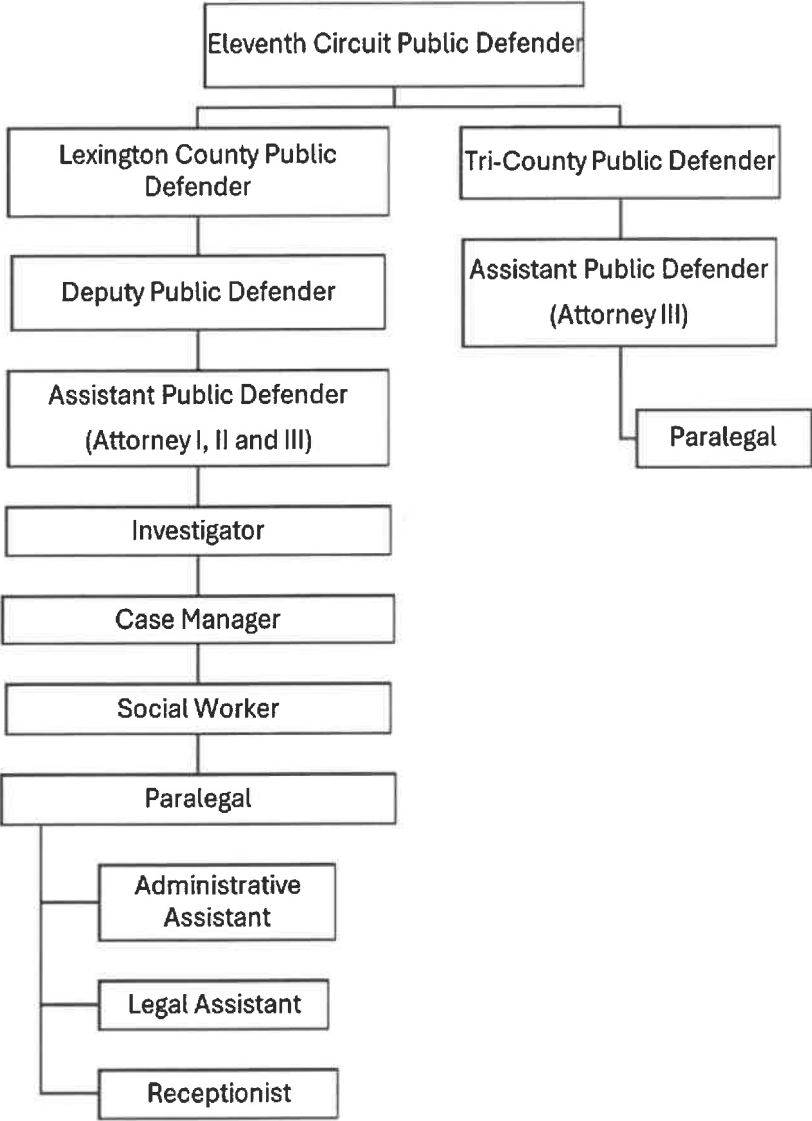 Eleventh Circuit Public Defender
Lexington County Public
Defender
Tri-County Public Defender
Deputy Public Defender
Assistant Public Defender
(Attorney III)
Assistant Public Defender
(Attorney I, II and III)
Paralegal
Investigator
Case Manager
Social Worker
Paralegal
Administrative
Assistant
Legal Assistant
Receptionist